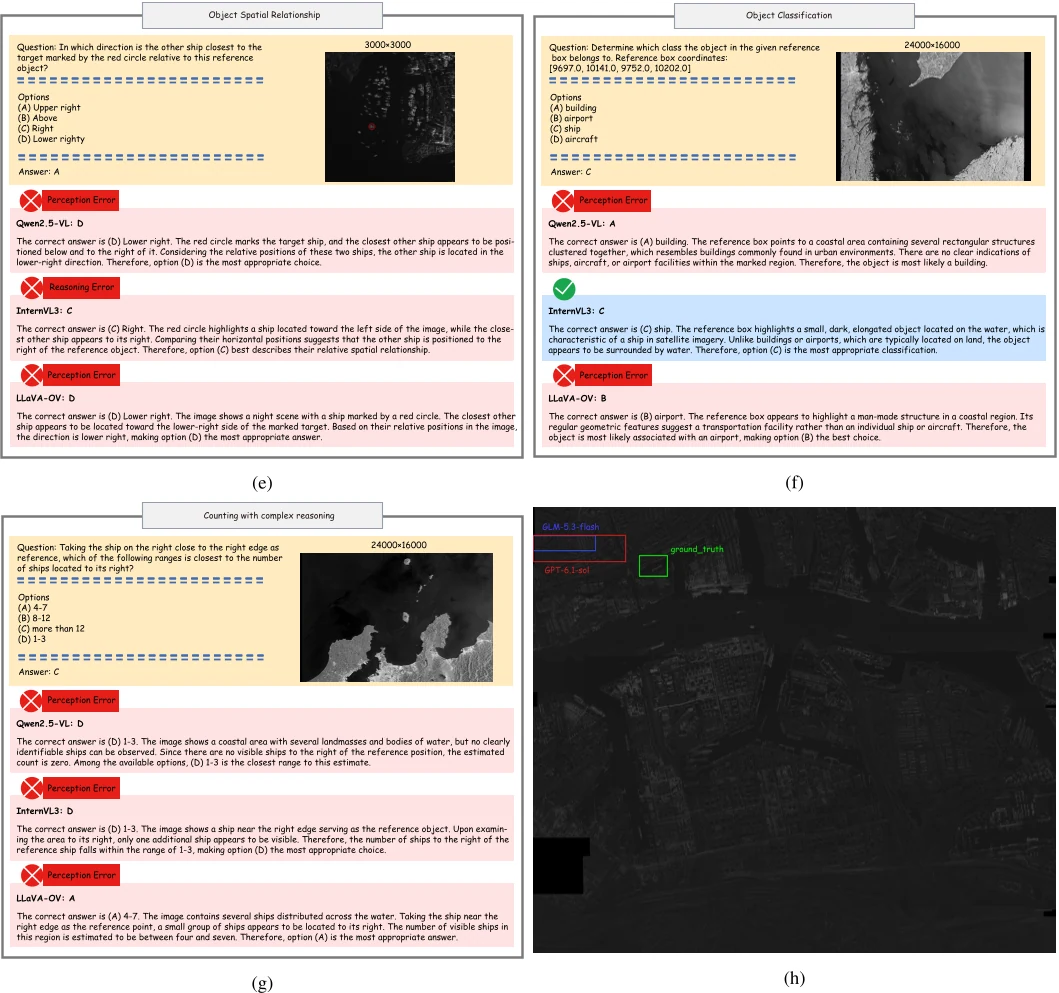 Object Spatial Relationship
Question: In which direction is the other ship closest to the
target marked by the red circle relative to this reference
object?
3000×3000
Options
(A) Upper right
(B) Above
(C) Right
(D) Lower righty
Answer: A
Perception Error
Qwen2.5-VL: D
The correct answer is (D) Lower right. The red circle marks the target ship, and the closest other ship appears to be posi-
tioned below and to the right of it. Considering the relative positions of these two ships, the other ship is located in the
lower-right direction. Therefore, option (D) is the most appropriate choice.
Reasoning Error
InternVL3: C
The correct answer is (C) Right. The red circle highlights a ship located toward the left side of the image, while the close-
st other ship appears to its right. Comparing their horizontal positions suggests that the other ship is positioned to the
right of the reference object. Therefore, option (C) best describes their relative spatial relationship.
Perception Error
LLaVA-OV: D
The correct answer is (D) Lower right. The image shows a night scene with a ship marked by a red circle. The closest other
ship appears to be located toward the lower-right side of the marked target. Based on their relative positions in the image,
the direction is lower right, making option (D) the most appropriate answer.
(e)
Object Classification
Question: Determine which class the object in the given reference
box belongs to. Reference box coordinates:
[9697.0, 10141.0, 9752.0, 10202.0]
24000×16000
Options
(A) building
(B) airport
(C) ship
(D) aircraft
Answer: C
Perception Error
Qwen2.5-VL: A
The correct answer is (A) building. The reference box points to a coastal area containing several rectangular structures
clustered together, which resembles buildings commonly found in urban environments. There are no clear indications of
ships, aircraft, or airport facilities within the marked region. Therefore, the object is most likely a building.
InternVL3: C
The correct answer is (C) ship. The reference box highlights a small, dark, elongated object located on the water, which is
characteristic of a ship in satellite imagery. Unlike buildings or airports, which are typically located on land, the object
appears to be surrounded by water. Therefore, option (C) is the most appropriate classification.
Perception Error
LLaVA-OV: B
The correct answer is (B) airport. The reference box appears to highlight a man-made structure in a coastal region. Its
regular geometric features suggest a transportation facility rather than an individual ship or aircraft. Therefore, the
object is most likely associated with an airport, making option (B) the best choice.
(f)
Counting with complex reasoning
Question: Taking the ship on the right close to the right edge as
reference, which of the following ranges is closest to the number
of ships located to its right?
24000×16000
Options
(A) 4-7
(B) 8-12
(C) more than 12
(D) 1-3
Answer: C
Perception Error
Qwen2.5-VL: D
The correct answer is (D) 1-3. The image shows a coastal area with several landmasses and bodies of water, but no clearly
identifiable ships can be observed. Since there are no visible ships to the right of the reference position, the estimated
count is zero. Among the available options, (D) 1-3 is the closest range to this estimate.
Perception Error
InternVL3: D
The correct answer is (D) 1-3. The image shows a ship near the right edge serving as the reference object. Upon examin-
ing the area to its right, only one additional ship appears to be visible. Therefore, the number of ships to the right of the
reference ship falls within the range of 1-3, making option (D) the most appropriate choice.
Perception Error
LLaVA-OV: A
The correct answer is (A) 4-7. The image contains several ships distributed across the water. Taking the ship near the
right edge as the reference point, a small group of ships appears to be located to its right. The number of visible ships in
this region is estimated to be between four and seven. Therefore, option (A) is the most appropriate answer.
(g)
GLM-5.3-flash
ground_truth
GPT-6.1-sol
(h)